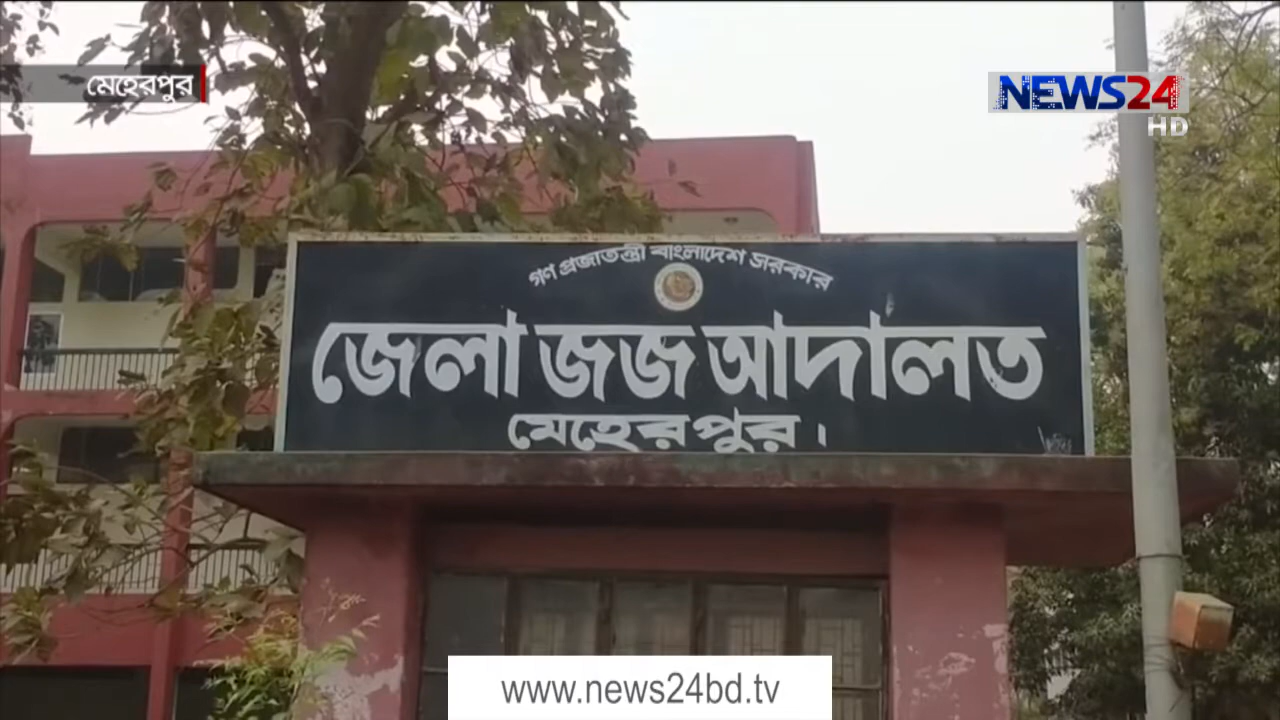 মেহেরপুর
NEWS24
HD
গণ প্রজাতন্ত্রী বাংলাদেশ সরকার
জেলা জজ আদালত
মেহেরপুর।
www.news24bd.tv